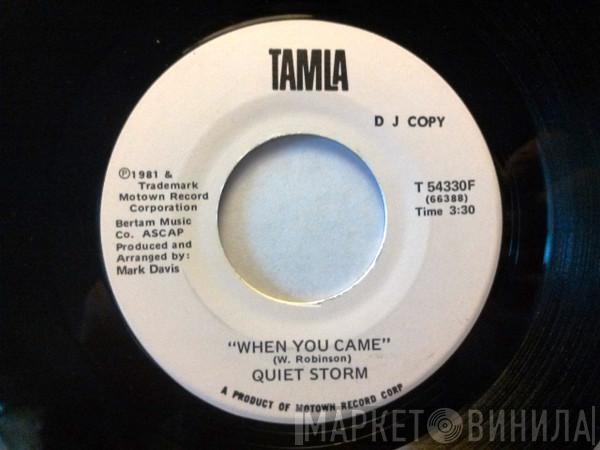 TAMLA
D J COPY
Ⓟ1981 &
Trademark
Motown Record
Corporation
Bertam Music
Co. ASCAP
Produced and
Arranged by:
Mark Davis
T 54330F
(66388)
Time 3:30
"WHEN YOU CAME"
(W. Robinson)
QUIET STORM
A PRODUCT OF MOTOWN RECORD CORP
МАРКЕТ ВИНИЛА